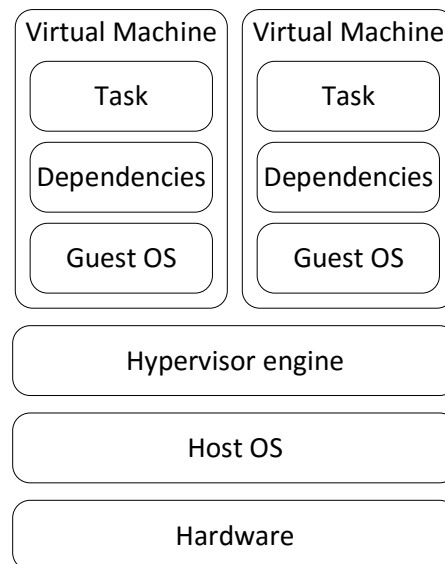 Virtual Machine
Task
Dependencies
Guest OS
Virtual Machine
Task
Dependencies
Guest OS
Hypervisor engine
Host OS
Hardware